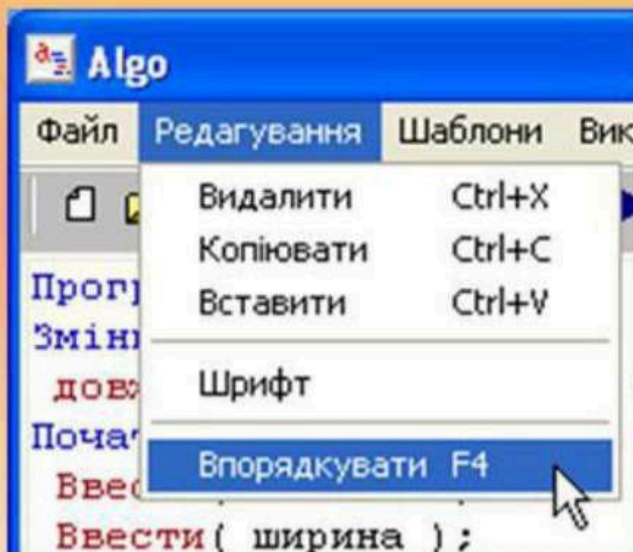 Algo
Файл Редагування Шаблони
Видалити Ctrl+X
Копіювати Ctrl+C
Вставити Ctrl+V
Шрифт
Впорядкувати F4
Ввести( ширина );